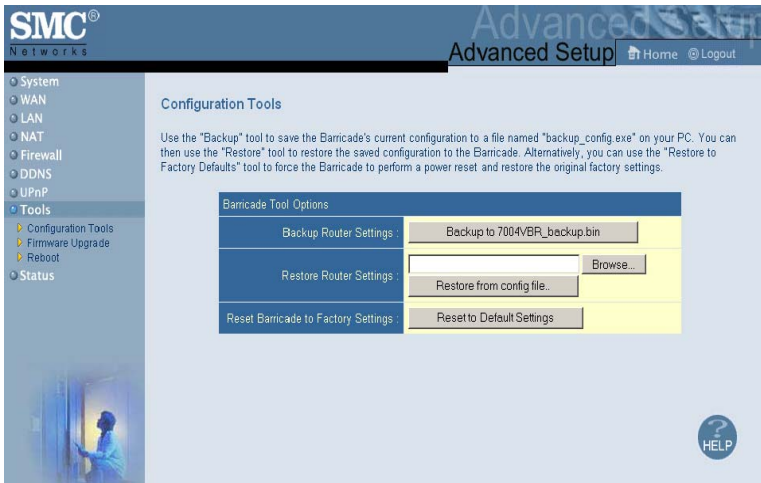 SMC®
Networks
Advanced Setup
Advanced Setup
Home
Logout
System
WAN
LAN
NAT
Firewall
DDNS
UPnP
Tools
Configuration Tools
Firmware Upgrade
Reboot
Status
Configuration Tools
Use the "Backup" tool to save the Barricade's current configuration to a file named "backup_config.exe" on your PC. You can
then use the "Restore" tool to restore the saved configuration to the Barricade. Alternatively, you can use the "Restore to
Factory Defaults" tool to force the Barricade to perform a power reset and restore the original factory settings.
Barricade Tool Options
Backup Router Settings :
Backup to 7004VBR_backup.bin
Restore Router Settings :
Browse...
Restore from config file..
Reset Barricade to Factory Settings :
Reset to Default Settings
?
HELP